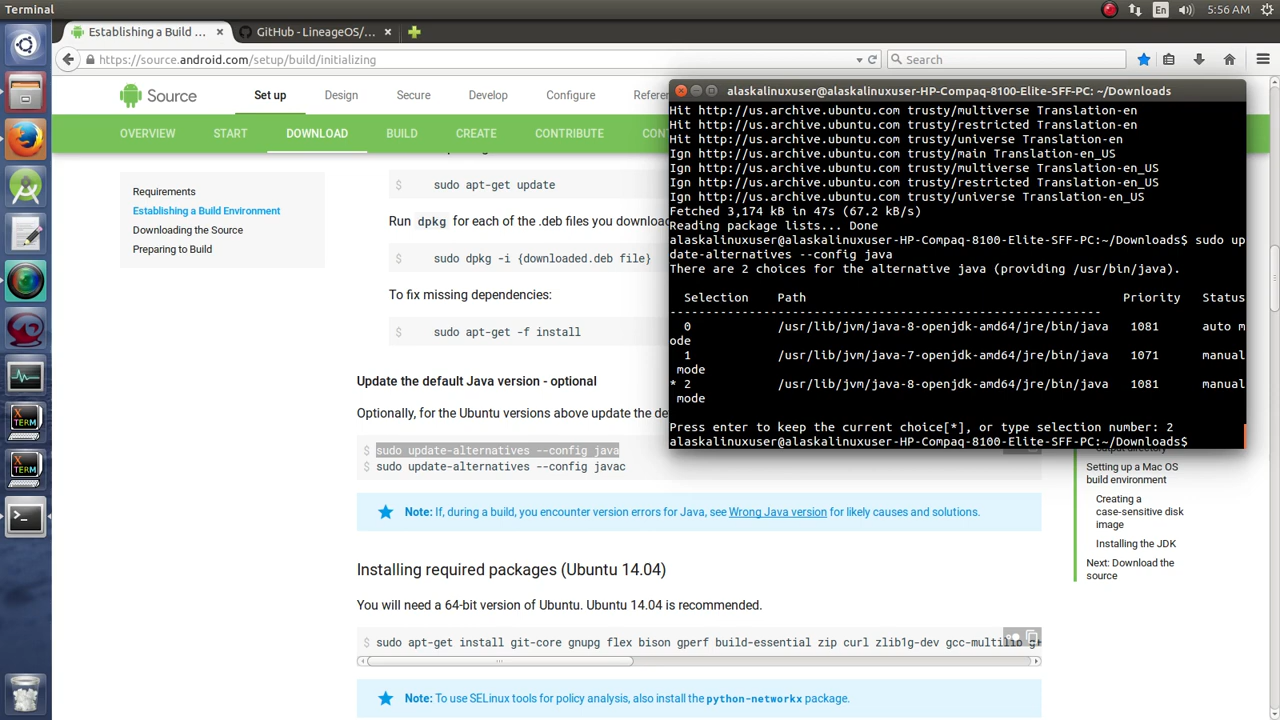 Terminal
En
5:56 AM
Establishing a Build ...
GitHub - LineageOS/...
https://source.android.com/setup/build/initializing
Search
Source
Set up
Design
Secure
Develop
Configure
Refere
OVERVIEW
START
DOWNLOAD
BUILD
CREATE
CONTRIBUTE
CON
Requirements
Establishing a Build Environment
Downloading the Source
Preparing to Build
$ sudo apt-get update
Run dpkg for each of the .deb files you downloa
$ sudo dpkg -i {downloaded.deb file}
To fix missing dependencies:
$ sudo apt-get -f install
Update the default Java version - optional
Optionally, for the Ubuntu versions above update the de
$ sudo update-alternatives --config java
$ sudo update-alternatives --config javac
Note: If, during a build, you encounter version errors for Java, see Wrong Java version for likely causes and solutions.
Installing required packages (Ubuntu 14.04)
You will need a 64-bit version of Ubuntu. Ubuntu 14.04 is recommended.
$ sudo apt-get install git-core gnupg flex bison gperf build-essential zip curl zlib1g-dev gcc-multilib g+
Note: To use SELinux tools for policy analysis, also install the python-networkx package.
alaskalinuxuser@alaskalinuxuser-HP-Compaq-8100-Elite-SFF-PC: ~/Downloads
Hit http://us.archive.ubuntu.com trusty/multiverse Translation-en
Hit http://us.archive.ubuntu.com trusty/restricted Translation-en
Hit http://us.archive.ubuntu.com trusty/universe Translation-en
Ign http://us.archive.ubuntu.com trusty/main Translation-en_US
Ign http://us.archive.ubuntu.com trusty/multiverse Translation-en_US
Ign http://us.archive.ubuntu.com trusty/restricted Translation-en_US
Ign http://us.archive.ubuntu.com trusty/universe Translation-en_US
Fetched 3,174 kB in 47s (67.2 kB/s)
Reading package lists... Done
alaskalinuxuser@alaskalinuxuser-HP-Compaq-8100-Elite-SFF-PC:~/Downloads$ sudo up
date-alternatives --config java
There are 2 choices for the alternative java (providing /usr/bin/java).
Selection Path Priority Status
------------------------------------------------------------
0 /usr/lib/jvm/java-8-openjdk-amd64/jre/bin/java 1081 auto m
ode
1 /usr/lib/jvm/java-7-openjdk-amd64/jre/bin/java 1071 manual
mode
* 2 /usr/lib/jvm/java-8-openjdk-amd64/jre/bin/java 1081 manual
mode
Press enter to keep the current choice[*], or type selection number: 2
alaskalinuxuser@alaskalinuxuser-HP-Compaq-8100-Elite-SFF-PC:~/Downloads$
output directory
Setting up a Mac OS
build environment
Creating a
case-sensitive disk
image
Installing the JDK
Next: Download the
source
X
TERM
X
TERM
>_